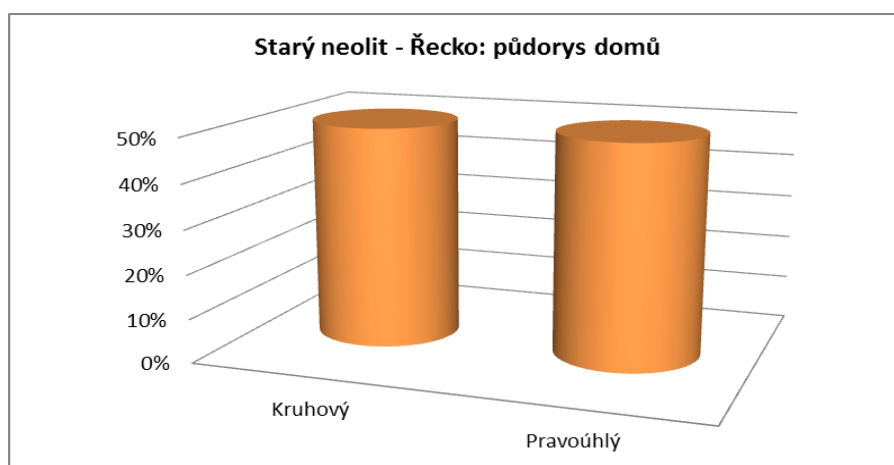 Starý neolit - Řecko: půdorys domů
50%
40%
30%
20%
10%
0%
Kruhový
Pravoúhlý